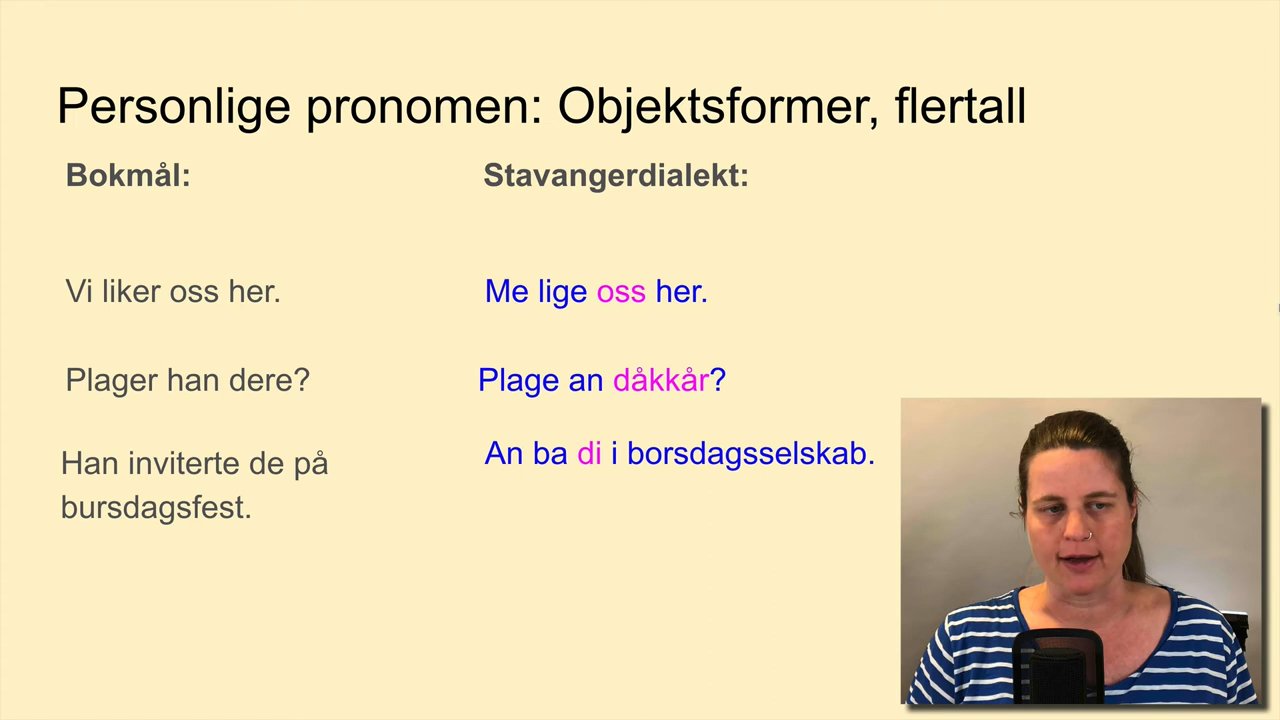 Personlige pronomen: Objektsformer, flertall
Bokmål:
Stavangerdialekt:
Vi liker oss her.
Me lige oss her.
Plager han dere?
Plage an dåkkår?
Han inviterte de på
bursdagsfest.
An ba di i borsdagsselskab.